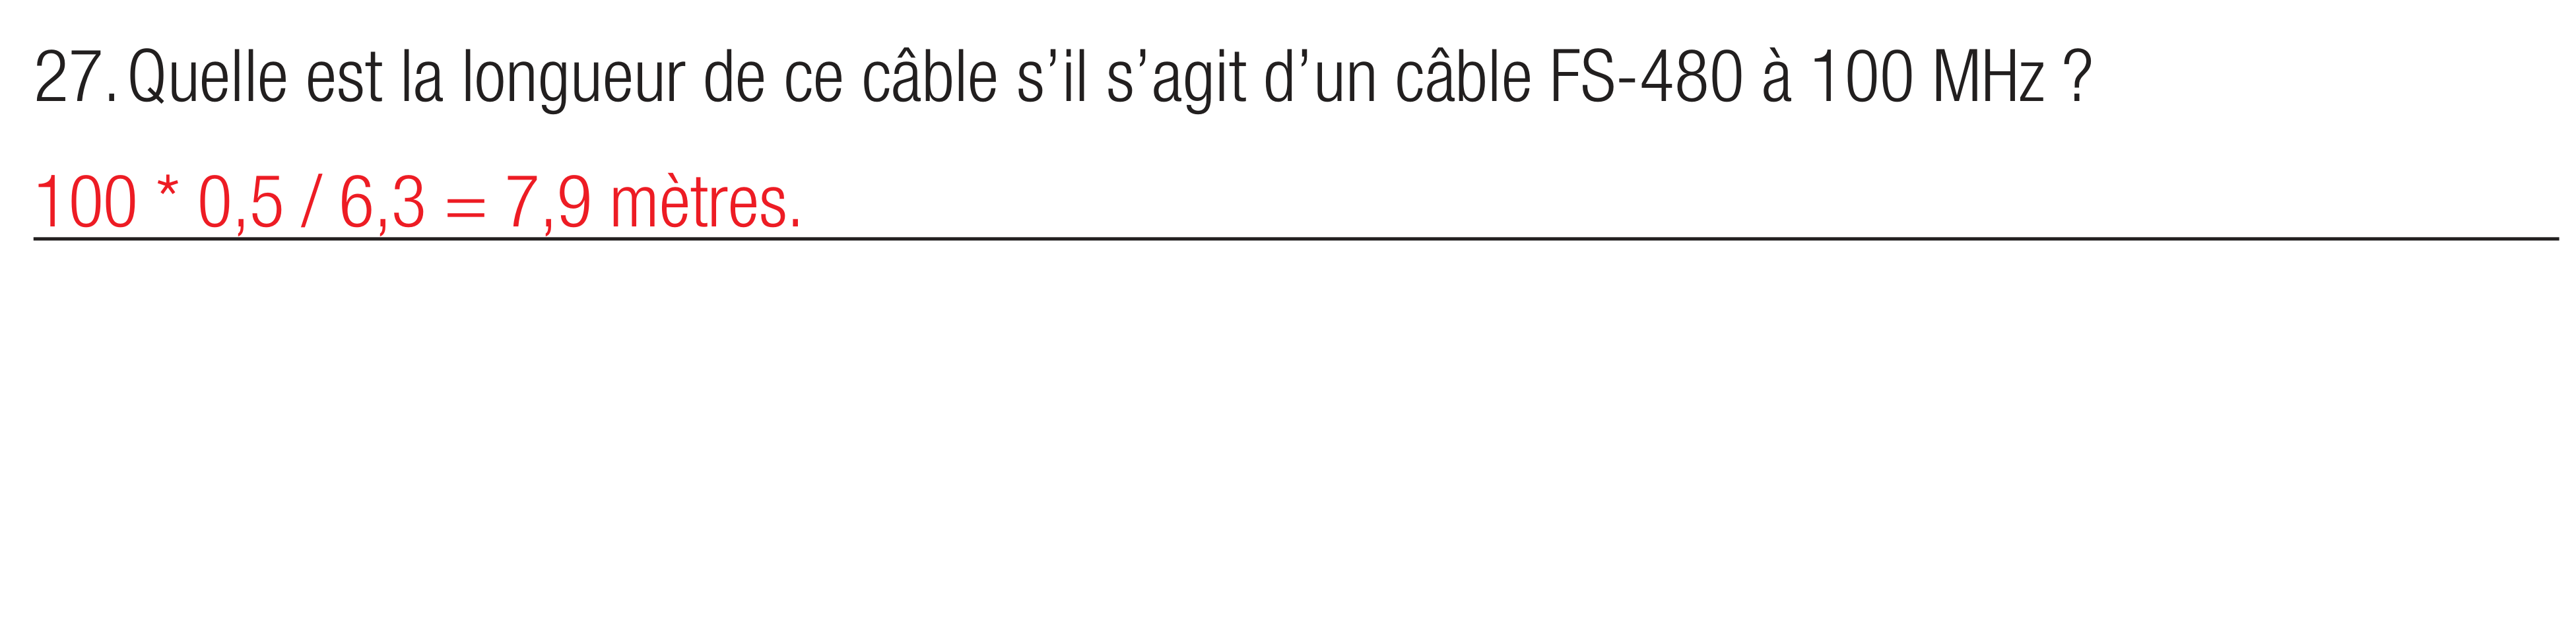 27. Quelle est la longueur de ce câble s’il s’agit d’un câble FS-480 à 100 MHz ?
100 * 0,5 / 6,3 = 7,9 mètres.